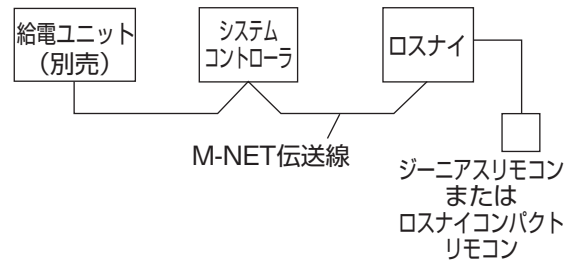 給電ユニット
（別売）
システム
コントローラ
ロスナイ
M-NET伝送線
ジーニアスリモコン
または
ロスナイコンパクト
リモコン